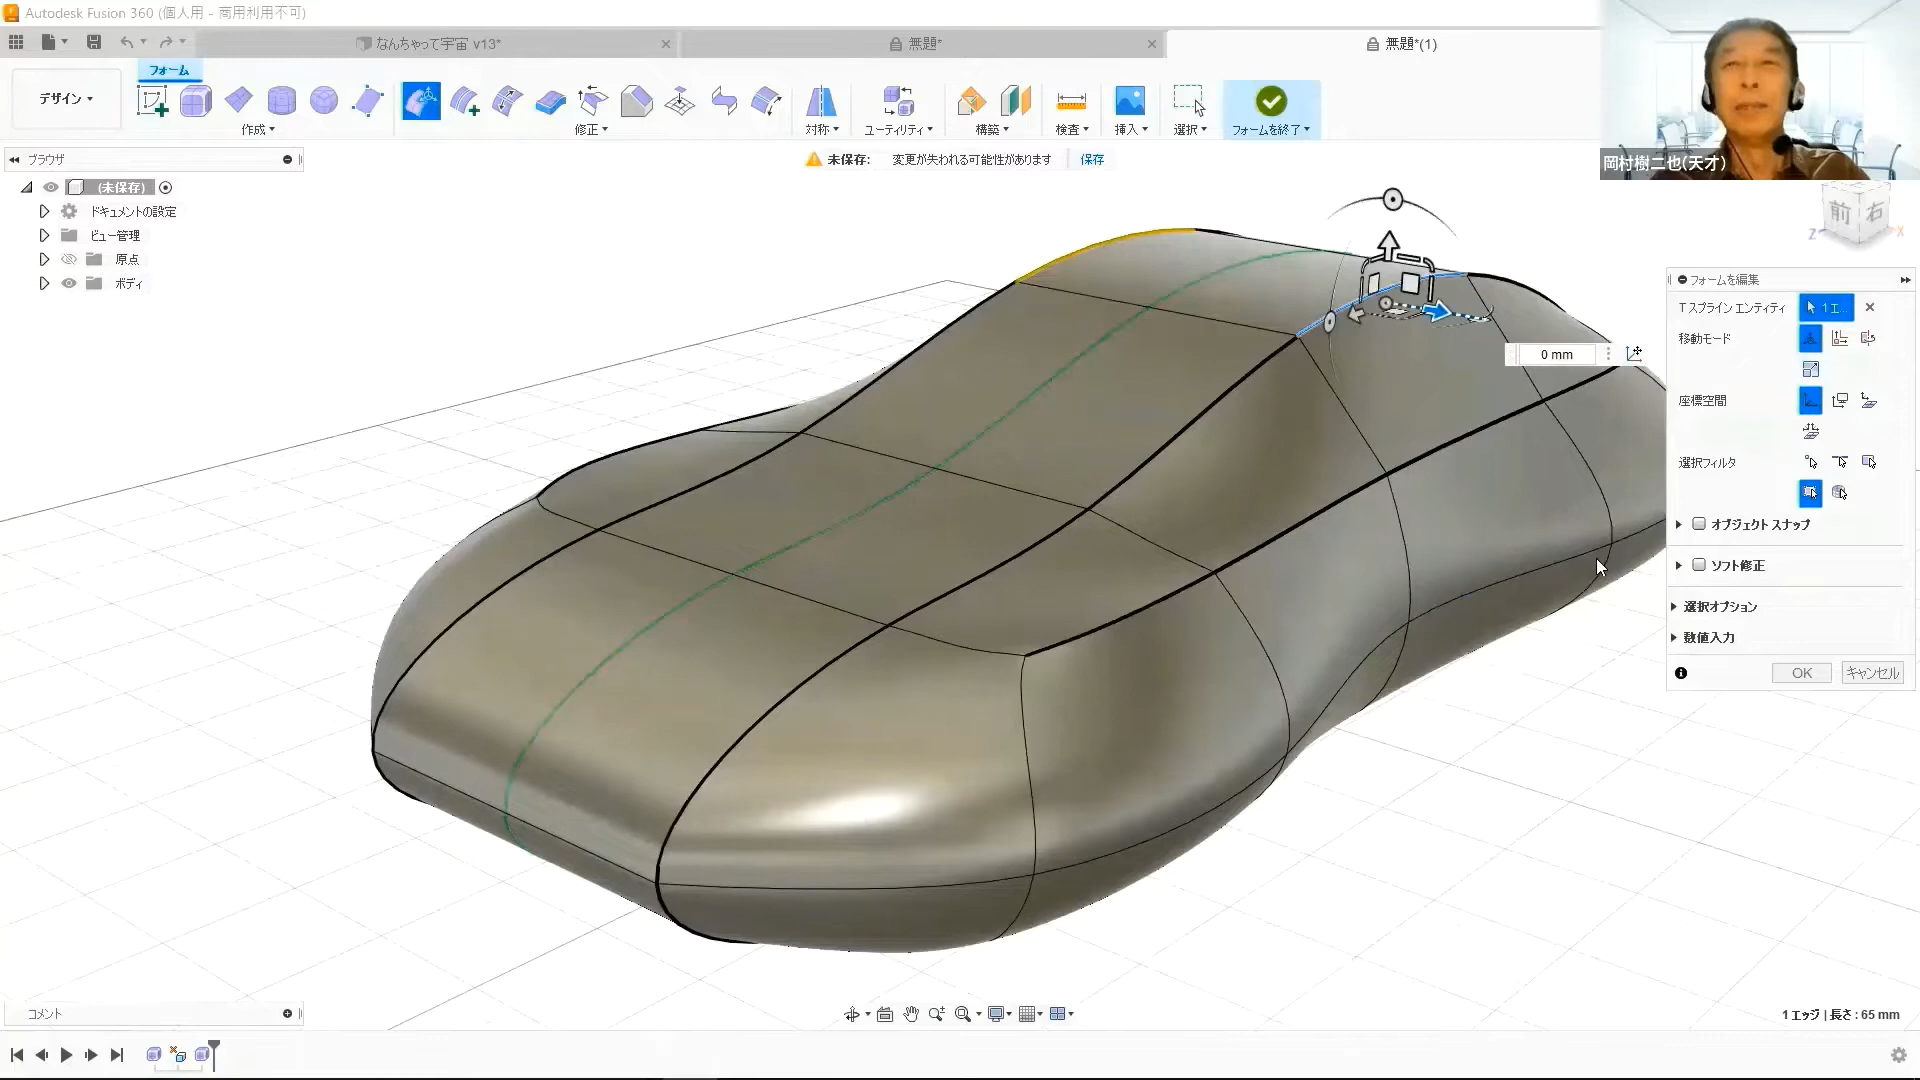 Autodesk Fusion 360 (個人用 - 商用利用不可)
なんちゃって宇宙 v13*
無題*
無題*(1)
フォーム
デザイン
作成
修正
対称
ユーティリティ
構築
検査
挿入
選択
フォームを終了
岡村樹二也(天才)
ブラウザ
未保存: 変更が失われる可能性があります 保存
(未保存)
ドキュメントの設定
ビュー管理
原点
ボディ
前
右
Z
X
フォームを編集
T スプライン エンティティ
1 エ...
移動モード
0 mm
座標空間
選択フィルタ
オブジェクト スナップ
ソフト修正
選択オプション
数値入力
OK
キャンセル
コメント
1 エッジ | 長さ : 65 mm